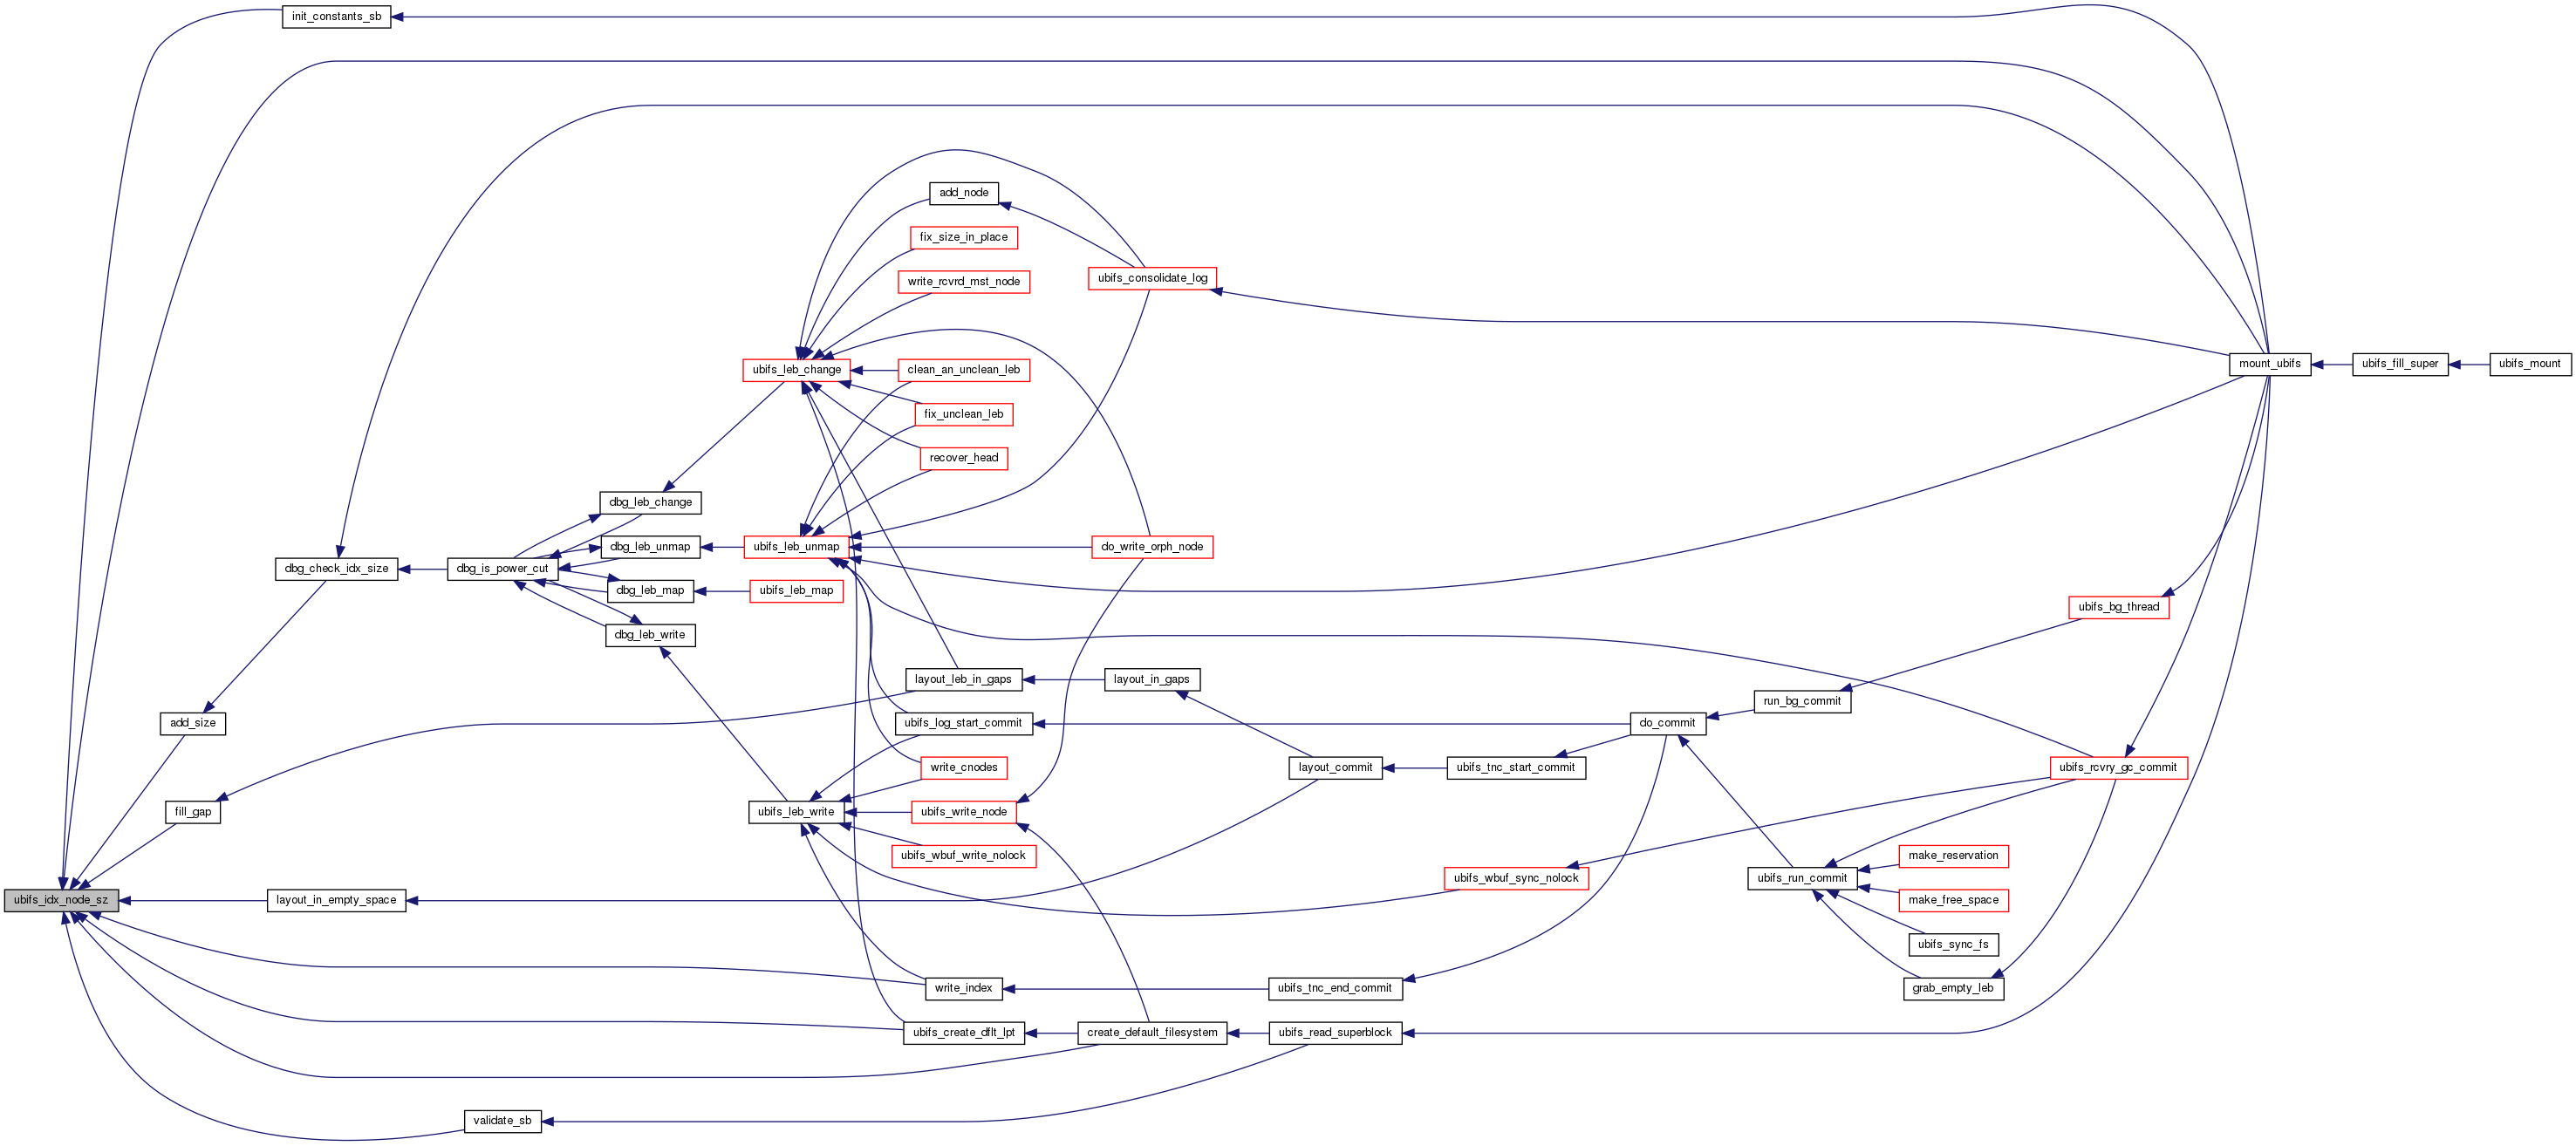 init_constants_sb
add_node
fix_size_in_place
write_rcvrd_mst_node
ubifs_consolidate_log
ubifs_leb_change
clean_an_unclean_leb
mount_ubifs
ubifs_fill_super
ubifs_mount
fix_unclean_leb
recover_head
dbg_leb_change
dbg_leb_unmap
ubifs_leb_unmap
do_write_orph_node
dbg_check_idx_size
dbg_is_power_cut
dbg_leb_map
ubifs_leb_map
ubifs_bg_thread
dbg_leb_write
layout_leb_in_gaps
layout_in_gaps
run_bg_commit
add_size
ubifs_log_start_commit
do_commit
write_cnodes
layout_commit
ubifs_tnc_start_commit
ubifs_rcvry_gc_commit
fill_gap
ubifs_leb_write
ubifs_write_node
ubifs_wbuf_write_nolock
make_reservation
ubifs_wbuf_sync_nolock
ubifs_run_commit
ubifs_idx_node_sz
layout_in_empty_space
make_free_space
ubifs_sync_fs
write_index
ubifs_tnc_end_commit
grab_empty_leb
ubifs_create_dflt_lpt
create_default_filesystem
ubifs_read_superblock
validate_sb